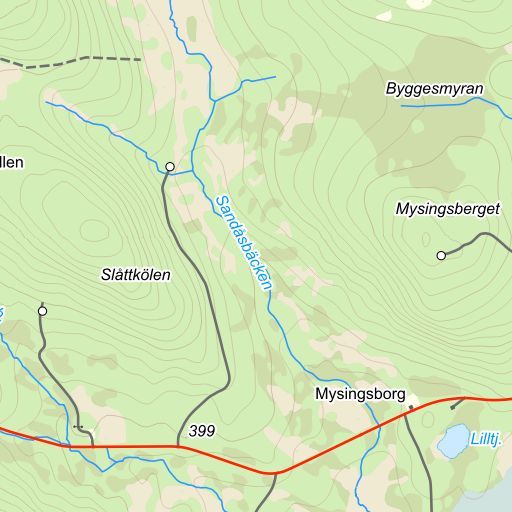 Byggesmyran
llen
Mysingsberget
Sandåsbäcken
Slåttkölen
Mysingsborg
399
Lilltj.